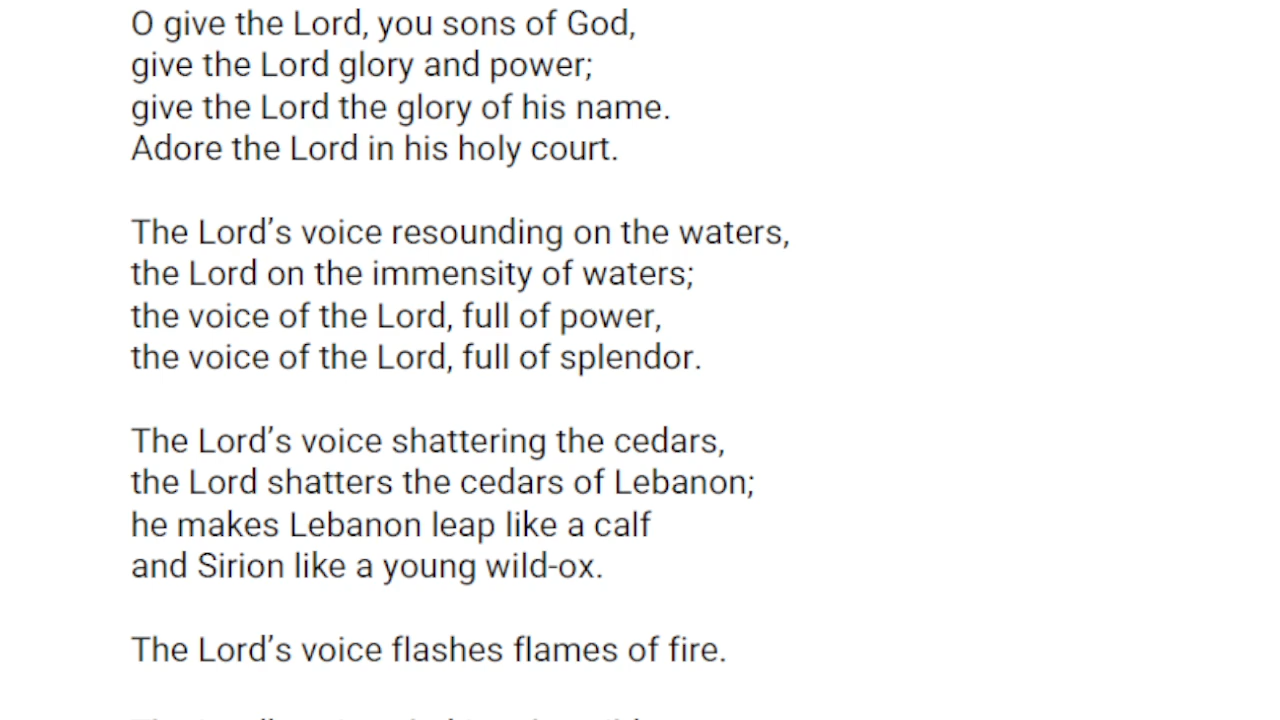 O give the Lord, you sons of God,
give the Lord glory and power;
give the Lord the glory of his name.
Adore the Lord in his holy court.
The Lord’s voice resounding on the waters,
the Lord on the immensity of waters;
the voice of the Lord, full of power,
the voice of the Lord, full of splendor.
The Lord’s voice shattering the cedars,
the Lord shatters the cedars of Lebanon;
he makes Lebanon leap like a calf
and Sirion like a young wild-ox.
The Lord’s voice flashes flames of fire.